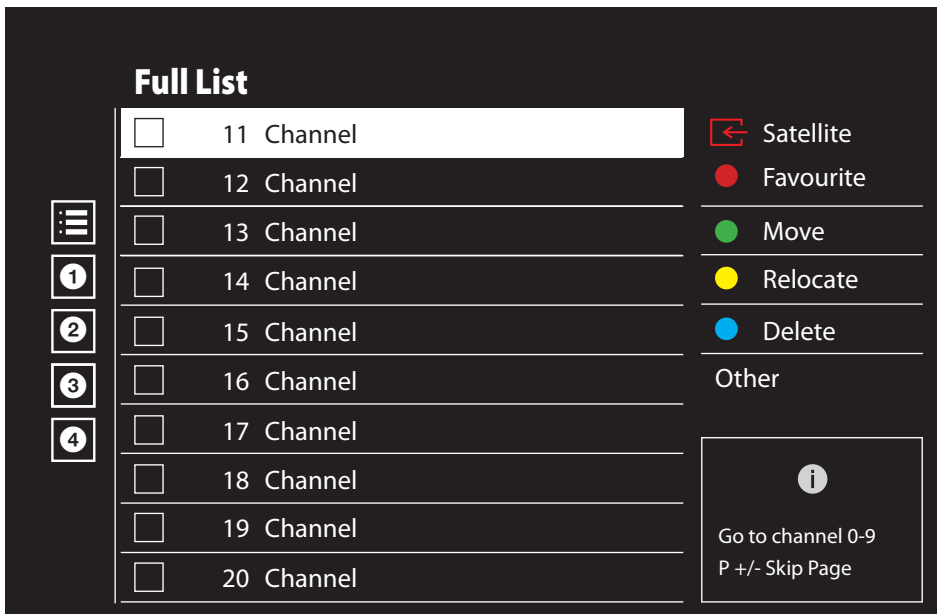 Full List
11 Channel
12 Channel
13 Channel
14 Channel
15 Channel
16 Channel
17 Channel
18 Channel
19 Channel
20 Channel
1
2
3
4
Satellite
Favourite
Move
Relocate
Delete
Other
i
Go to channel 0-9
P +/- Skip Page